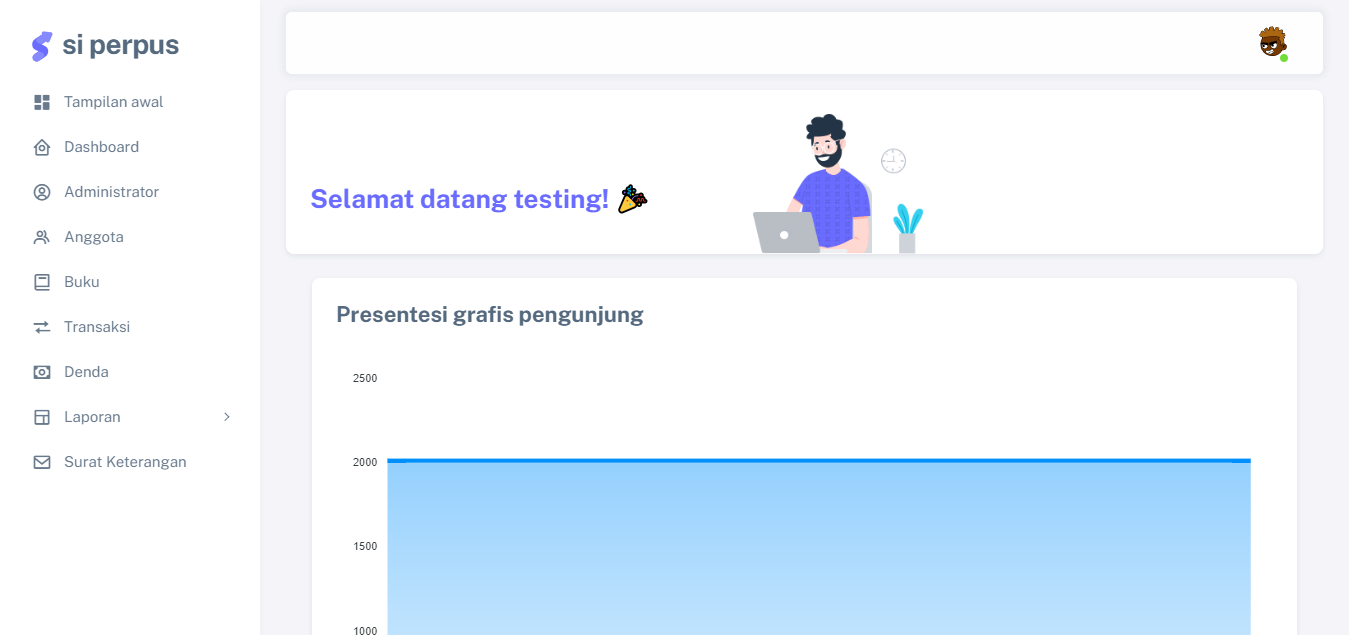 si perpus
Tampilan awal
Dashboard
Administrator
Anggota
Buku
Transaksi
Denda
Laporan
Surat Keterangan
Selamat datang testing!
Presentesi grafis pengunjung
2500
2000
1500
1000